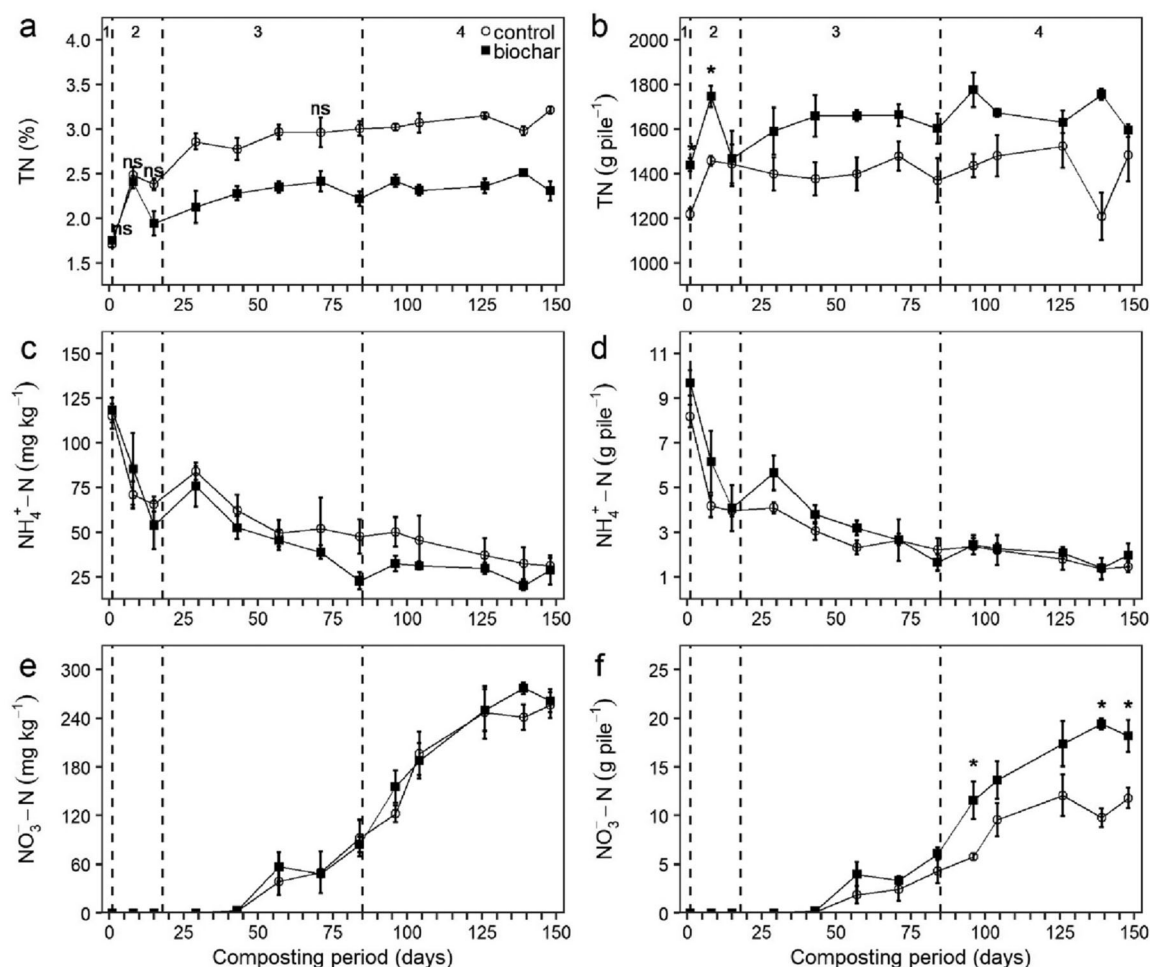 a
1 2 3 4
control
biochar
ns
ns
ns
ns
TN (%)
4.0
3.5
3.0
2.5
2.0
1.5
0 25 50 75 100 125 150
b
1 2 3 4
*
*
TN (g pile⁻¹)
2000
1800
1600
1400
1200
1000
0 25 50 75 100 125 150
c
NH₄⁺−N (mg kg⁻¹)
150
125
100
75
50
25
0 25 50 75 100 125 150
d
NH₄⁺−N (g pile⁻¹)
11
9
7
5
3
1
0 25 50 75 100 125 150
e
NO₃⁻−N (mg kg⁻¹)
300
240
180
120
60
0
0 25 50 75 100 125 150
Composting period (days)
f
* * *
NO₃⁻−N (g pile⁻¹)
25
20
15
10
5
0
0 25 50 75 100 125 150
Composting period (days)